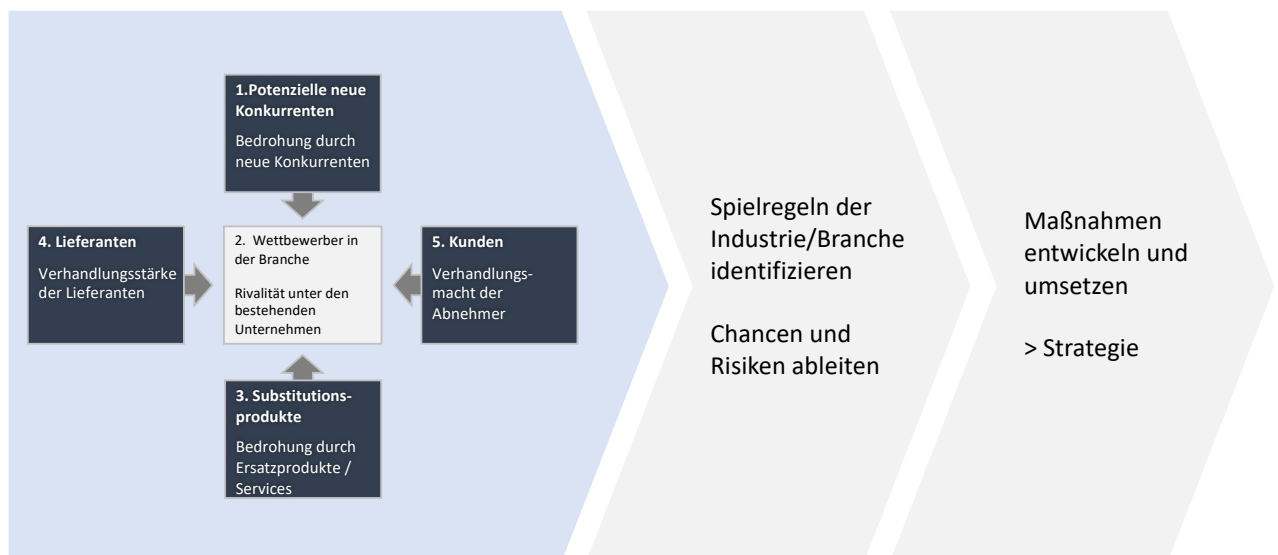 1.Potenzielle neue
Konkurrenten
Bedrohung durch
neue Konkurrenten
4. Lieferanten
Verhandlungsstärke
der Lieferanten
2. Wettbewerber in
der Branche
Rivalität unter den
bestehenden
Unternehmen
5. Kunden
Verhandlungs-
macht der
Abnehmer
3. Substitutions-
produkte
Bedrohung durch
Ersatzprodukte /
Services
Spielregeln der
Industrie/Branche
identifizieren
Chancen und
Risiken ableiten
Maßnahmen
entwickeln und
umsetzen
> Strategie